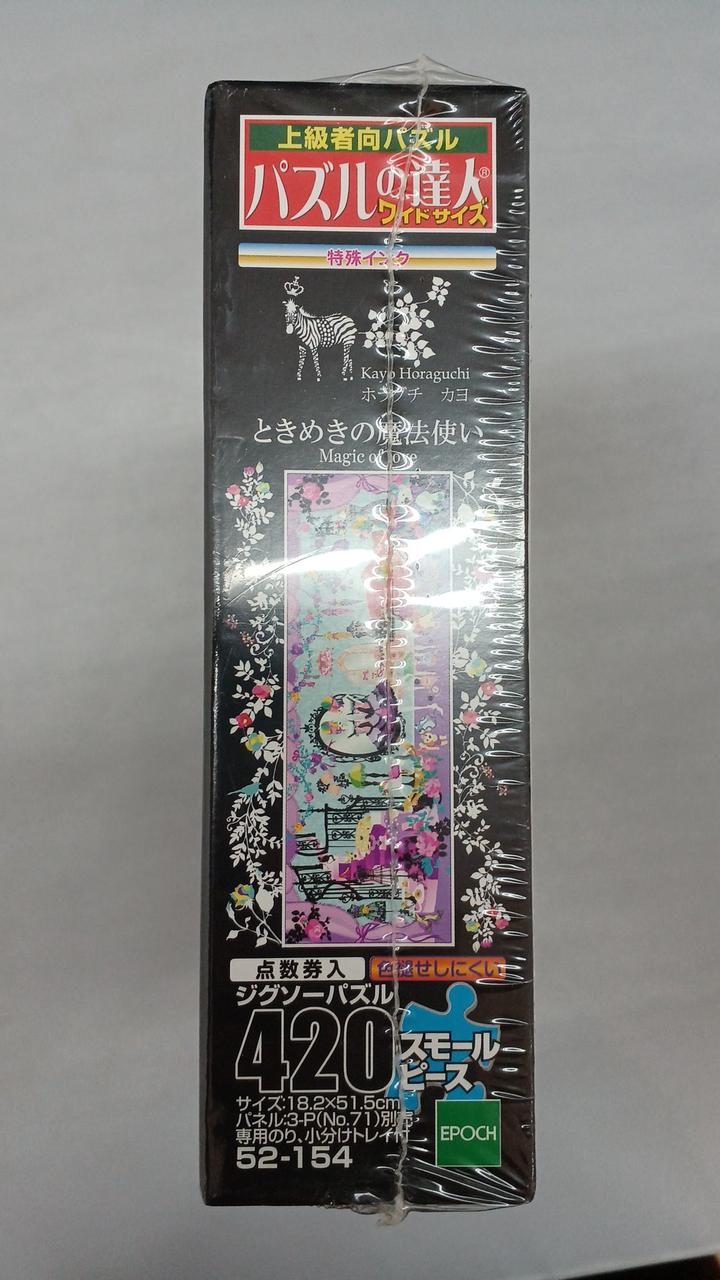 上級者向パズル
パズルの達人®
ワイドサイズ
特殊インク
Kayo Horaguchi
ホラグチ カヨ
ときめきの魔法使い
Magic of love
点数券入 色褪せしにくい
ジグソーパズル
420 スモールピース
サイズ:18.2×51.5cm
パネル:3-P(No.71)別売
専用のり、小分けトレイ付
EPOCH
52-154